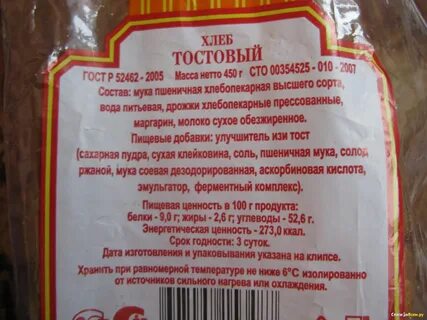 ХЛЕБ
ТОСТОВЫЙ
ГОСТ Р 52462 - 2005 Масса нетто 450 г СТО 00354525 - 010 - 2007
Состав: мука пшеничная хлебопекарная высшего сорта,
вода питьевая, дрожжи хлебопекарные прессованные,
маргарин, молоко сухое обезжиренное.
Пищевые добавки: улучшитель изи тост
(сахарная пудра, сухая клейковина, соль, пшеничная мука, солод
ржаной, мука соевая дезодорированная, аскорбиновая кислота,
эмульгатор, ферментный комплекс).
Пищевая ценность в 100 г продукта:
белки - 9,0 г; жиры - 2,6 г; углеводы - 52,6 г.
Энергетическая ценность - 273,0 ккал.
Срок годности: 3 суток.
Дата изготовления и упаковывания указана на клипсе.
Хранить при равномерной температуре не ниже 6°С изолированно
от источников сильного нагрева или охлаждения.